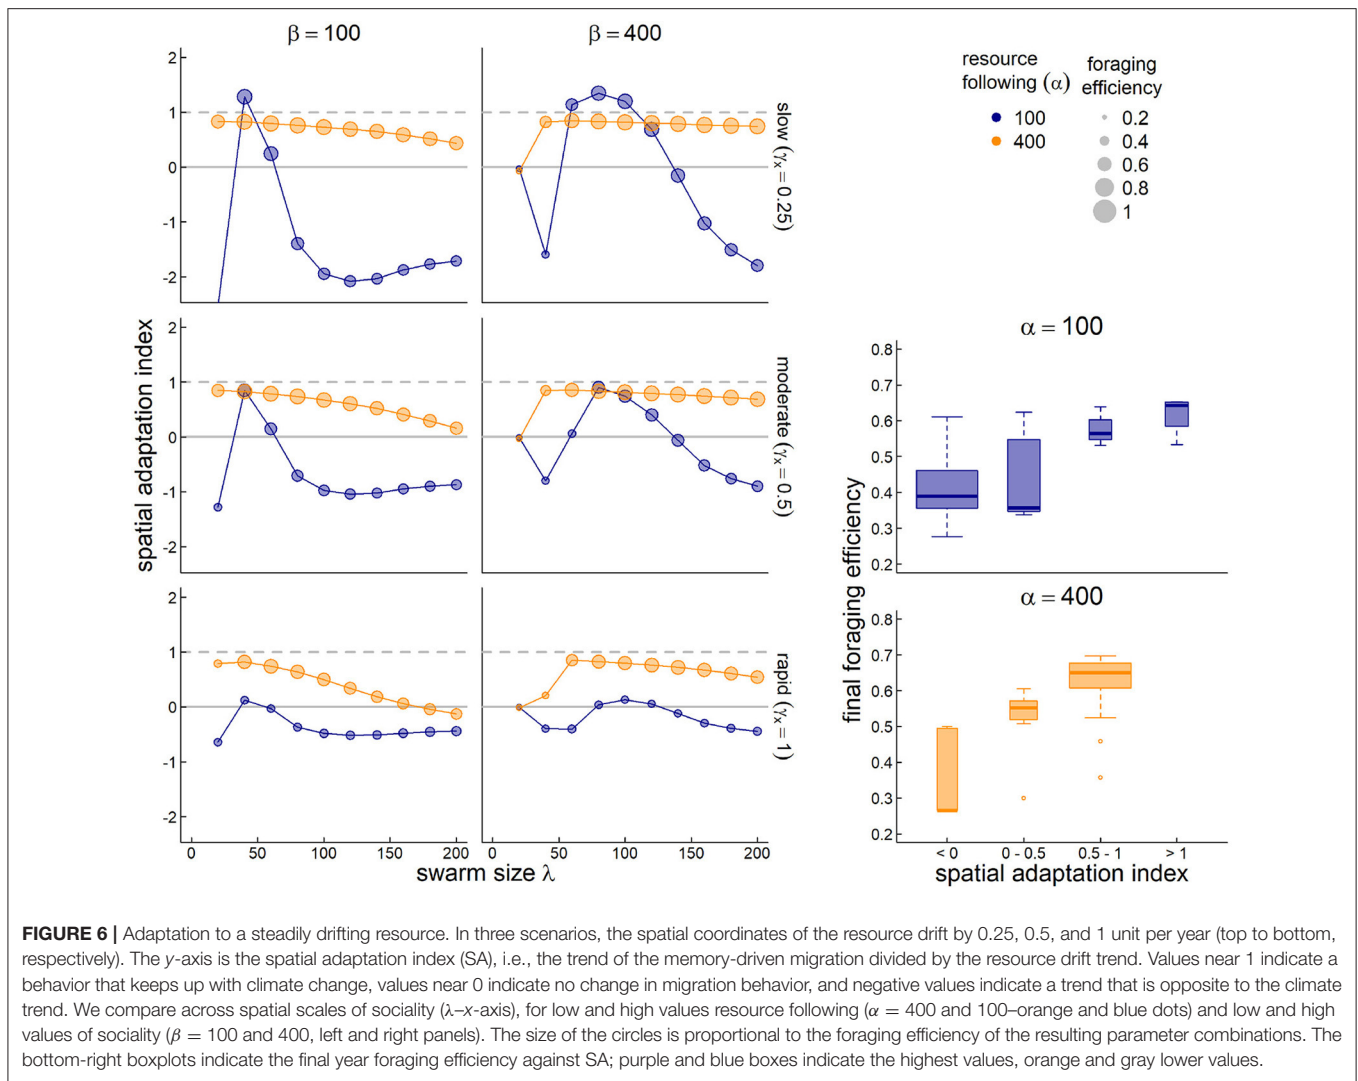 β = 100
β = 400
resource
following (α)
100
400
foraging
efficiency
0.2
0.4
0.6
0.8
1
2
1
0
-1
-2
slow (γx = 0.25)
spatial adaptation index
2
1
0
-1
-2
moderate (γx = 0.5)
2
1
0
-1
-2
rapid (γx = 1)
0 50 100 150 200
0 50 100 150 200
swarm size λ
α = 100
0.8
0.7
0.6
0.5
0.4
0.3
0.2
final foraging efficiency
α = 400
0.8
0.7
0.6
0.5
0.4
0.3
0.2
< 0 0 - 0.5 0.5 - 1 > 1
spatial adaptation index
FIGURE 6 | Adaptation to a steadily drifting resource. In three scenarios, the spatial coordinates of the resource drift by 0.25, 0.5, and 1 unit per year (top to bottom,
respectively). The y-axis is the spatial adaptation index (SA), i.e., the trend of the memory-driven migration divided by the resource drift trend. Values near 1 indicate a
behavior that keeps up with climate change, values near 0 indicate no change in migration behavior, and negative values indicate a trend that is opposite to the climate
trend. We compare across spatial scales of sociality (λ–x-axis), for low and high values resource following (α = 400 and 100–orange and blue dots) and low and high
values of sociality (β = 100 and 400, left and right panels). The size of the circles is proportional to the foraging efficiency of the resulting parameter combinations. The
bottom-right boxplots indicate the final year foraging efficiency against SA; purple and blue boxes indicate the highest values, orange and gray lower values.